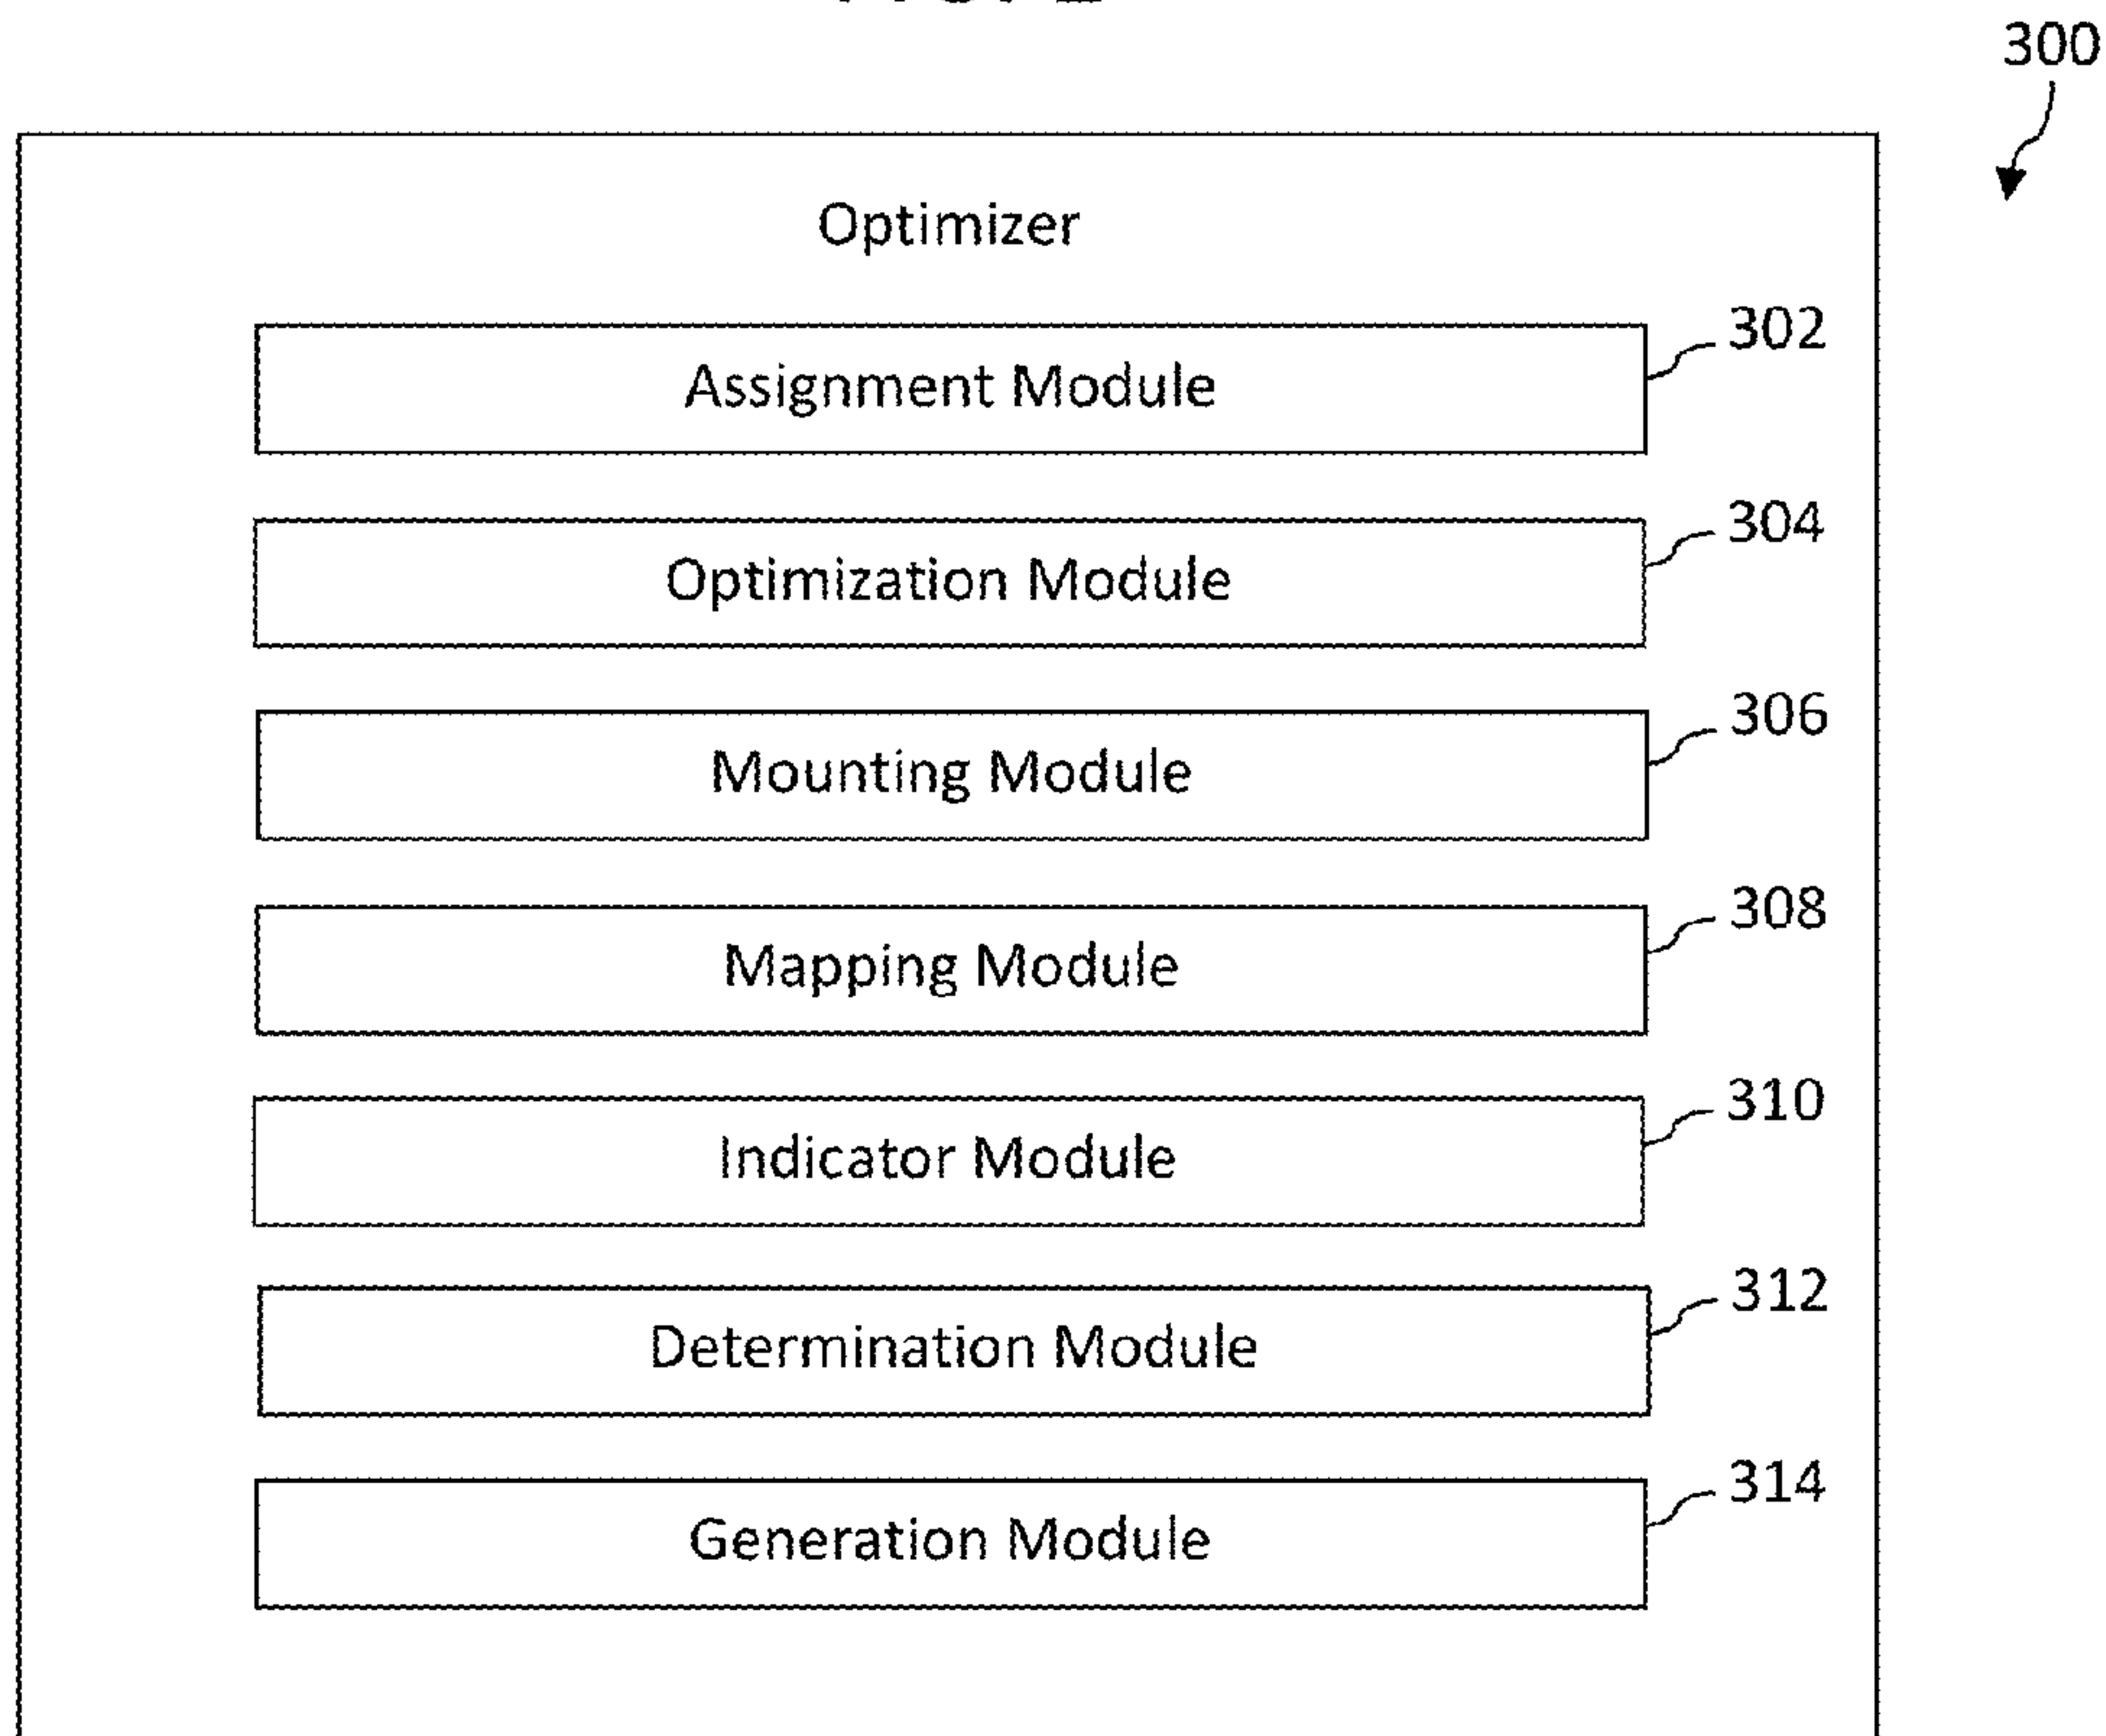 300
Optimizer
302
Assignment Module
304
Optimization Module
306
Mounting Module
308
Mapping Module
310
Indicator Module
312
Determination Module
314
Generation Module